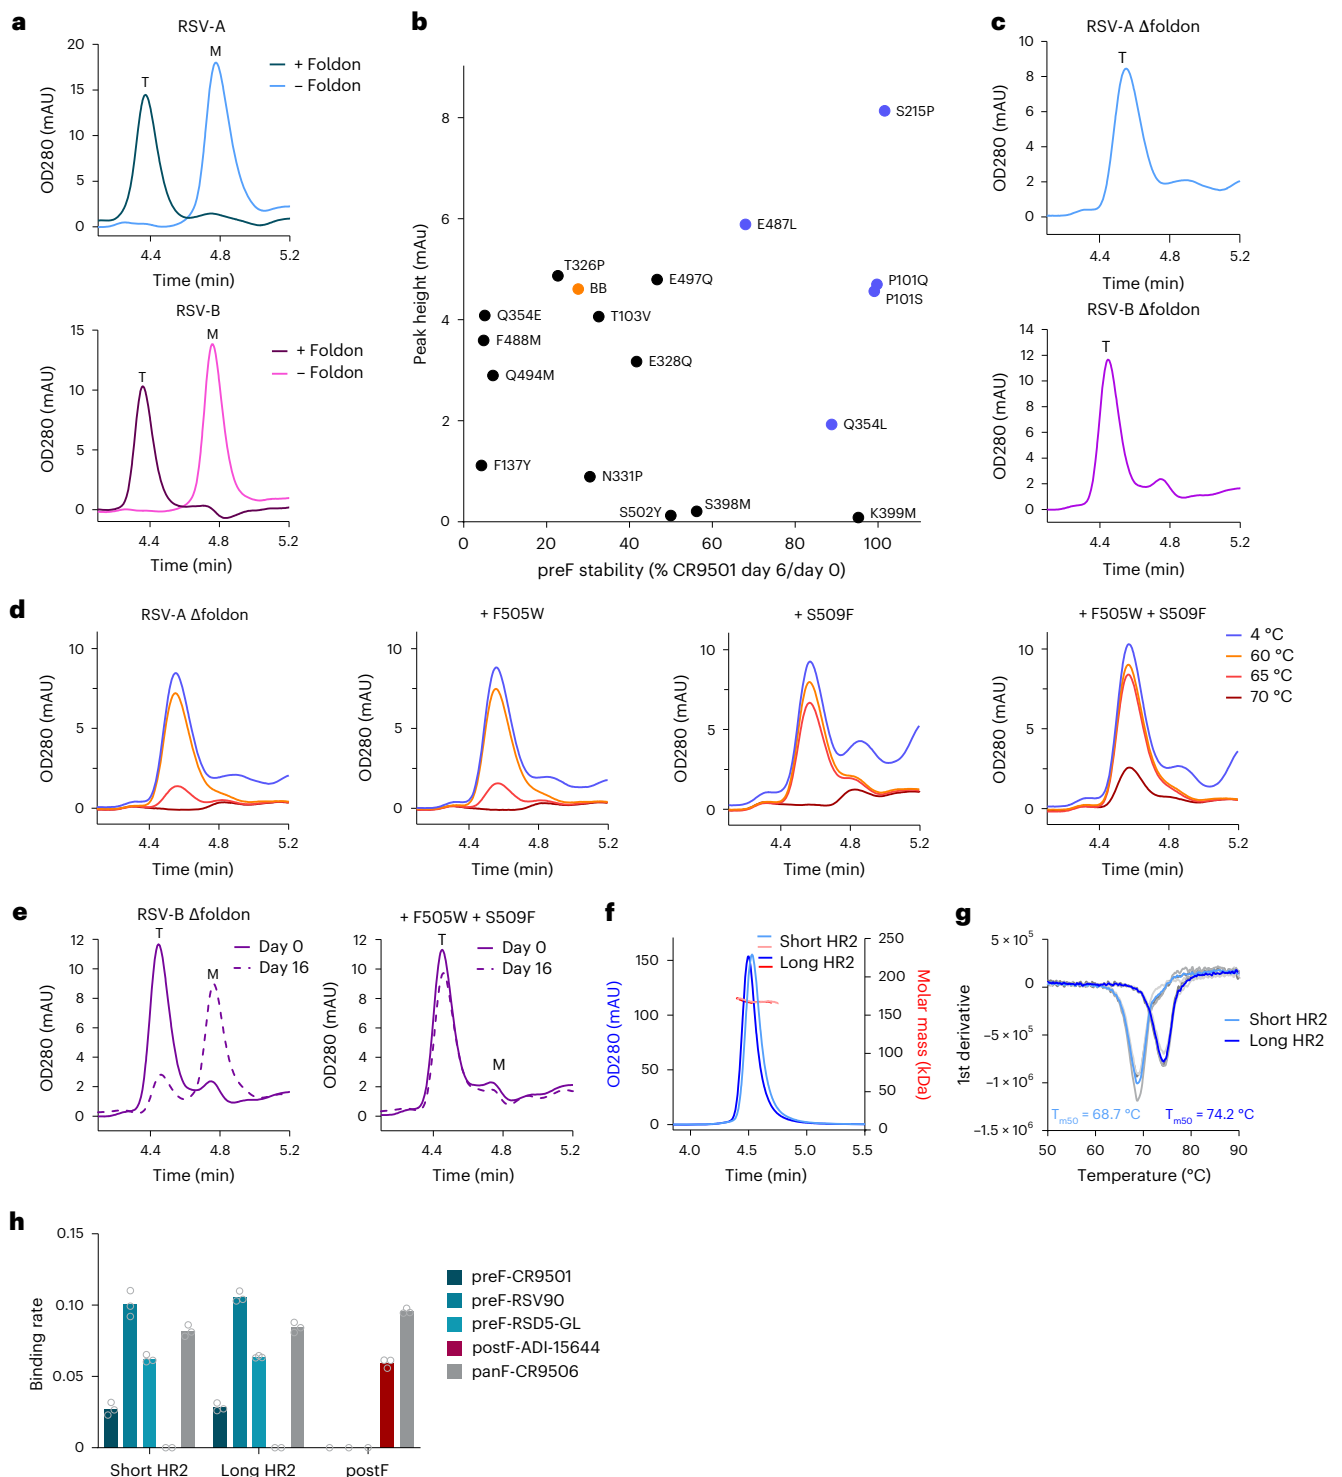 a
RSV-A
20
15
10
5
0
OD280 (mAU)
T
M
+ Foldon
– Foldon
4.4
4.8
5.2
Time (min)
RSV-B
15
10
5
0
OD280 (mAU)
T
M
+ Foldon
– Foldon
4.4
4.8
5.2
Time (min)
b
8
6
4
2
0
Peak height (mAu)
S215P
E487L
P101Q
P101S
T326P
BB
E497Q
Q354E
T103V
F488M
E328Q
Q494M
Q354L
F137Y
N331P
S502Y
S398M
K399M
0
20
40
60
80
100
preF stability (% CR9501 day 6/day 0)
c
RSV-A Δfoldon
10
8
6
4
2
0
OD280 (mAU)
T
4.4
4.8
5.2
Time (min)
RSV-B Δfoldon
14
12
10
8
6
4
2
0
OD280 (mAU)
T
4.4
4.8
5.2
Time (min)
d
RSV-A Δfoldon
10
5
0
OD280 (mAU)
4.4
4.8
5.2
Time (min)
+ F505W
10
5
0
OD280 (mAU)
4.4
4.8
5.2
Time (min)
+ S509F
10
5
0
OD280 (mAU)
4.4
4.8
5.2
Time (min)
+ F505W + S509F
10
5
0
OD280 (mAU)
4.4
4.8
5.2
Time (min)
4 °C
60 °C
65 °C
70 °C
e
RSV-B Δfoldon
12
10
8
6
4
2
0
OD280 (mAU)
T
M
Day 0
Day 16
4.4
4.8
5.2
Time (min)
+ F505W + S509F
12
10
8
6
4
2
0
OD280 (mAU)
T
M
Day 0
Day 16
4.4
4.8
5.2
Time (min)
f
150
100
50
0
OD280 (mAU)
Short HR2
Long HR2
250
200
150
100
50
0
Molar mass (kDa)
4.0
4.5
5.0
5.5
Time (min)
g
5 × 10⁵
0
−5 × 10⁵
−1 × 10⁶
−1.5 × 10⁶
1st derivative
Short HR2
Long HR2
Tm50 = 68.7 °C
Tm50 = 74.2 °C
50
60
70
80
90
Temperature (°C)
h
0.15
0.10
0.05
0
Binding rate
preF-CR9501
preF-RSV90
preF-RSD5-GL
postF-ADI-15644
panF-CR9506
Short HR2
Long HR2
postF